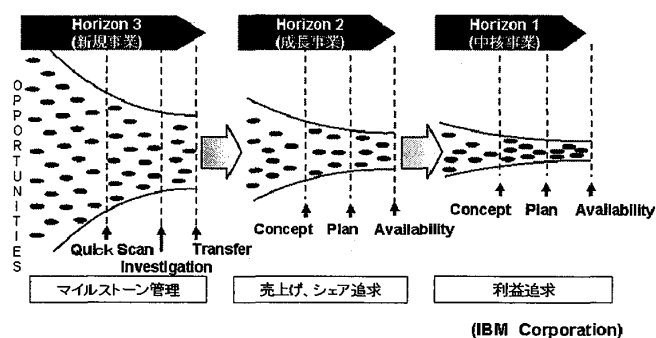 Horizon 3
(新規事業)
Horizon 2
(成長事業)
Horizon 1
(中核事業)
OPPORTUNITIES
Quick Scan
Investigation
Transfer
Concept
Plan
Availability
Concept
Plan
Availability
マイルストーン管理
売上げ、シェア追求
利益追求
(IBM Corporation)